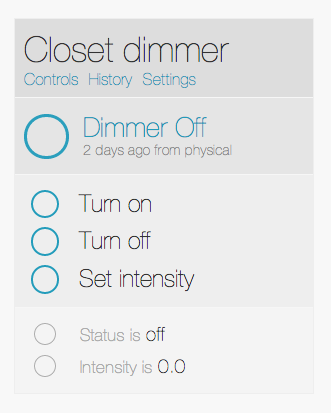 Closet dimmer
Controls History Settings
Dimmer Off
2 days ago from physical
Turn on
Turn off
Set intensity
Status is off
Intensity is 0.0